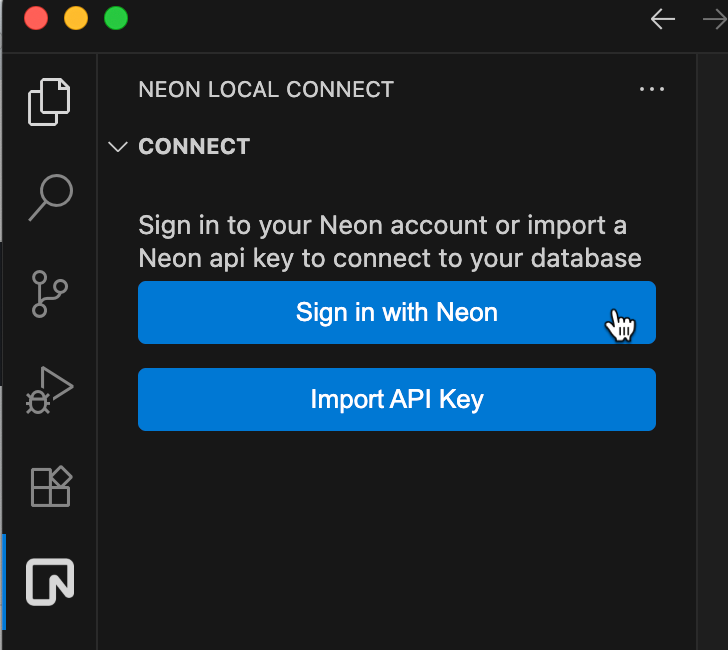 NEON LOCAL CONNECT
CONNECT
Sign in to your Neon account or import a
Neon api key to connect to your database
Sign in with Neon
Import API Key